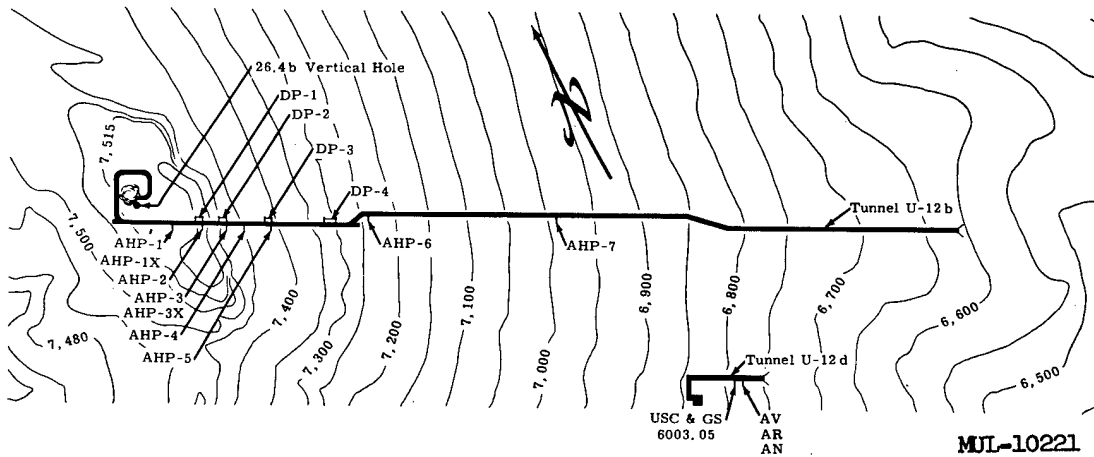 26.4b Vertical Hole
DP-1
DP-2
DP-3
DP-4
N
7,515
7,500
7,480
AHP-1
AHP-1X
AHP-2
AHP-3
AHP-3X
AHP-4
AHP-5
AHP-6
AHP-7
7,400
7,300
7,200
7,100
7,000
6,900
6,800
6,700
6,600
6,500
Tunnel U-12b
Tunnel U-12d
USC & GS
6003.05
AV
AR
AN
MUL-10221